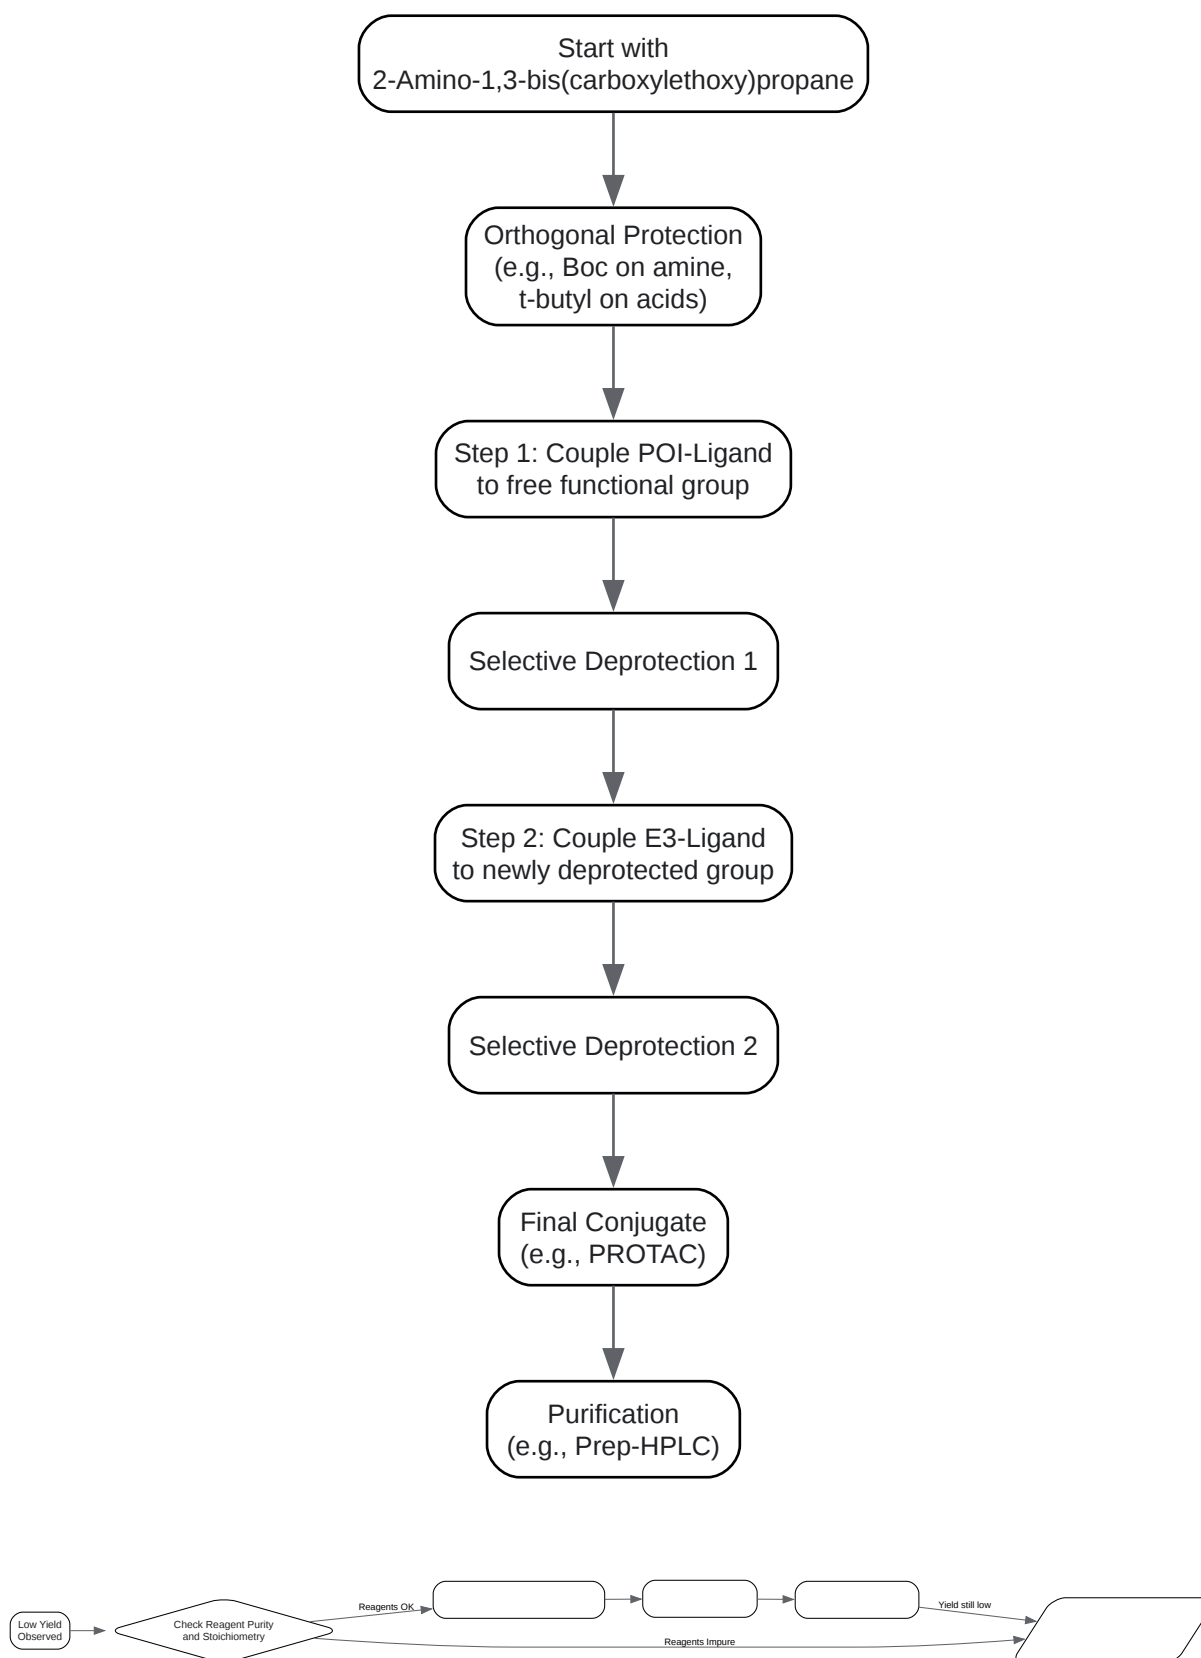 Start with
2-Amino-1,3-bis(carboxylethoxy)propane
Orthogonal Protection
(e.g., Boc on amine,
t-butyl on acids)
Step 1: Couple POI-Ligand
to free functional group
Selective Deprotection 1
Step 2: Couple E3-Ligand
to newly deprotected group
Selective Deprotection 2
Final Conjugate
(e.g., PROTAC)
Purification
(e.g., Prep-HPLC)
Low Yield
Observed
Check Reagent Purity
and Stoichiometry
Reagents OK
Yield still low
Reagents Impure